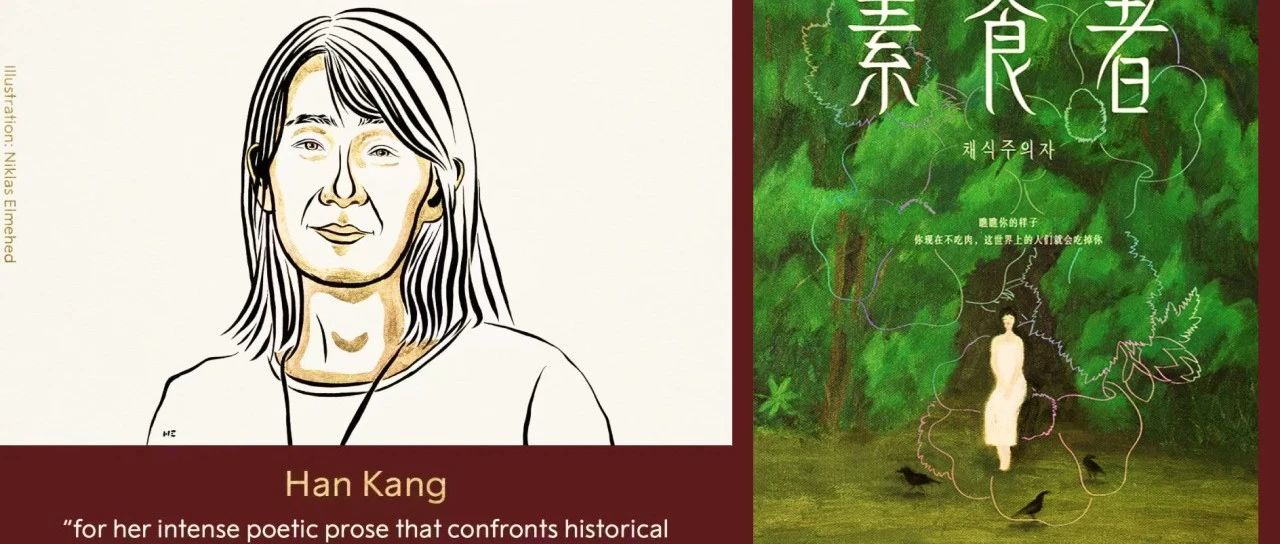 Illustration: Niklas Elmehed
Han Kang
“for her intense poetic prose that confronts historical
素食者
채식주의자
瞧瞧你的样子
你现在不吃肉，这世界上的人们就会吃掉你